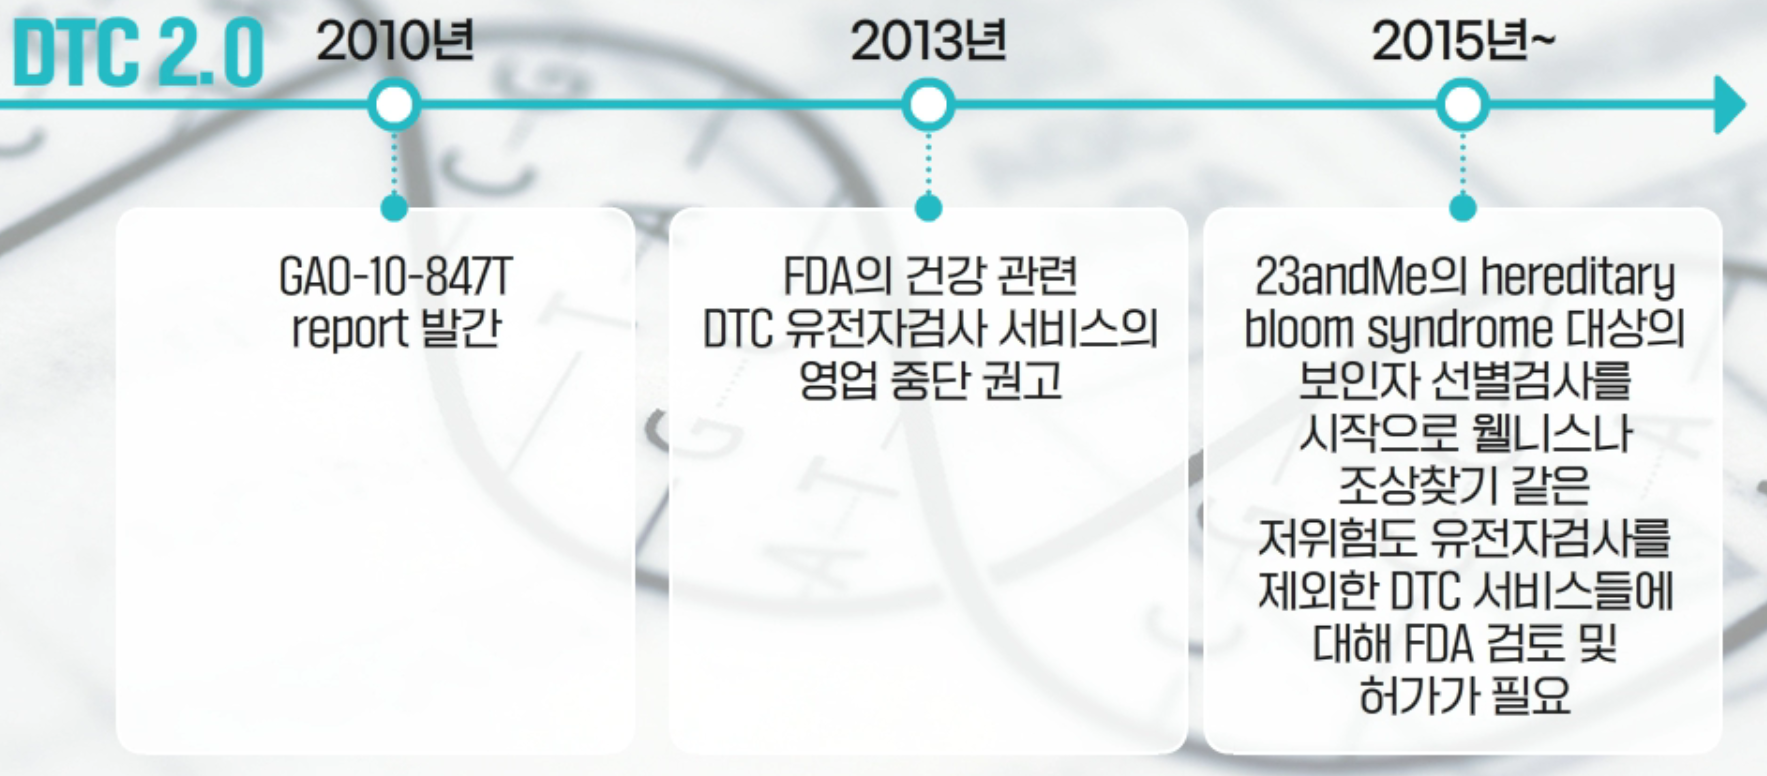 DTC 2.0
2010년
2013년
2015년~
GAO-10-847T
report 발간
FDA의 건강 관련
DTC 유전자검사 서비스의
영업 중단 권고
23andMe의 hereditary
bloom syndrome 대상의
보인자 선별검사를
시작으로 웰니스나
조상찾기 같은
저위험도 유전자검사를
제외한 DTC 서비스들에
대해 FDA 검토 및
허가가 필요